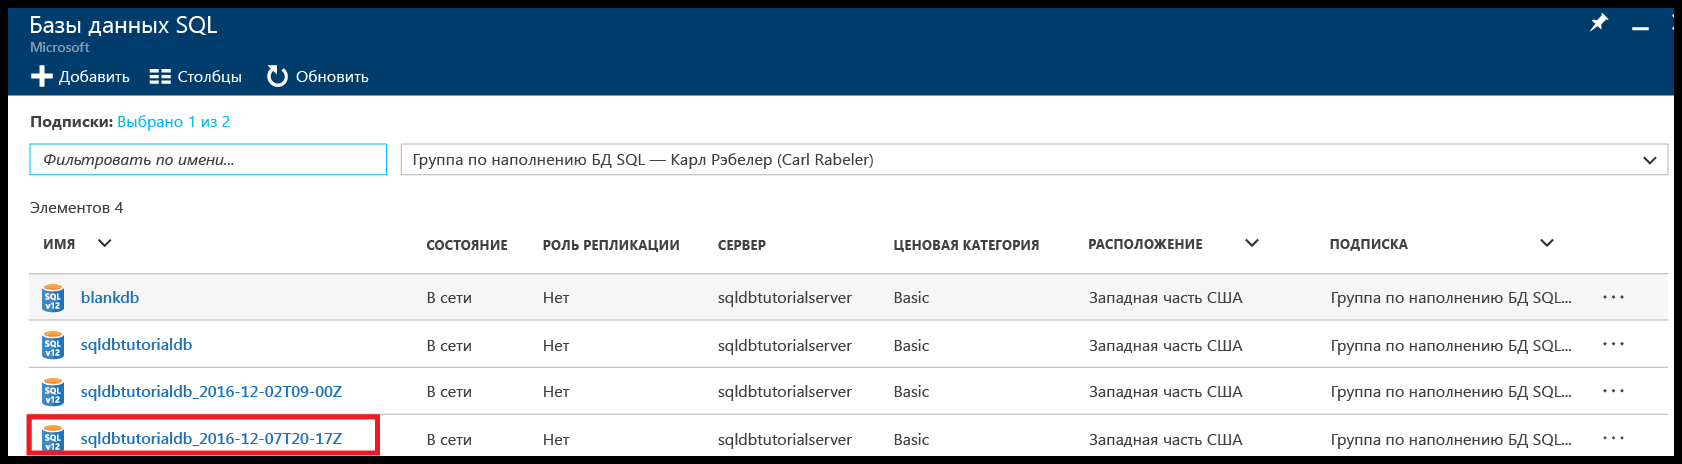 Базы данных SQL
Microsoft
Добавить Столбцы Обновить
Подписки: Выбрано 1 из 2
Фильтровать по имени... Группа по наполнению БД SQL — Карл Рэбелер (Carl Rabeler)
Элементов 4
ИМЯ СОСТОЯНИЕ РОЛЬ РЕПЛИКАЦИИ СЕРВЕР ЦЕНОВАЯ КАТЕГОРИЯ РАСПОЛОЖЕНИЕ ПОДПИСКА
SQL v12 blankdb В сети Нет sqldbtutorialserver Basic Западная часть США Группа по наполнению БД SQL...
SQL v12 sqldbtutorialdb В сети Нет sqldbtutorialserver Basic Западная часть США Группа по наполнению БД SQL...
SQL v12 sqldbtutorialdb_2016-12-02T09-00Z В сети Нет sqldbtutorialserver Basic Западная часть США Группа по наполнению БД SQL...
SQL v12 sqldbtutorialdb_2016-12-07T20-17Z В сети Нет sqldbtutorialserver Basic Западная часть США Группа по наполнению БД SQL...